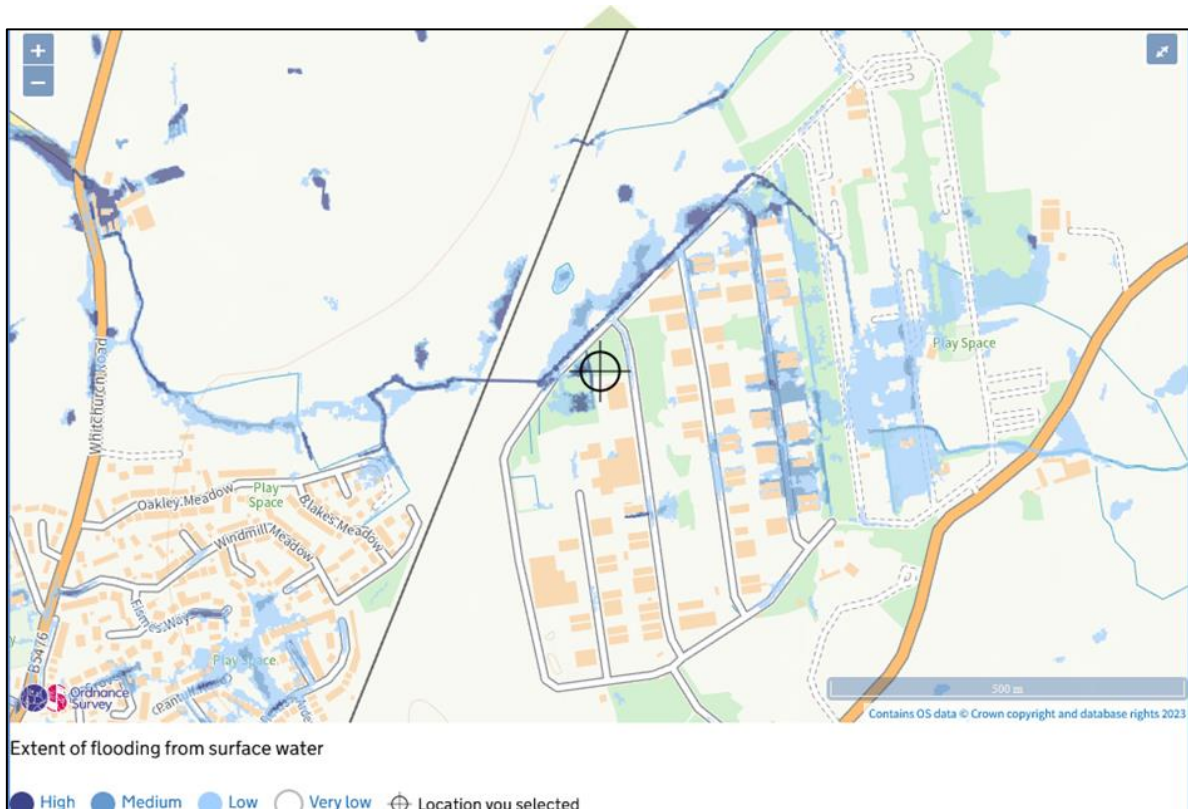 +
−
Whitchurch Road
Play Space
Oakley Meadow
Play
Space
Blakes Meadow
Windmill Meadow
B5476
Play Space
Ordnance
Survey
500 m
Contains OS data © Crown copyright and database rights 2023
Extent of flooding from surface water
High Medium Low Very low Location you selected